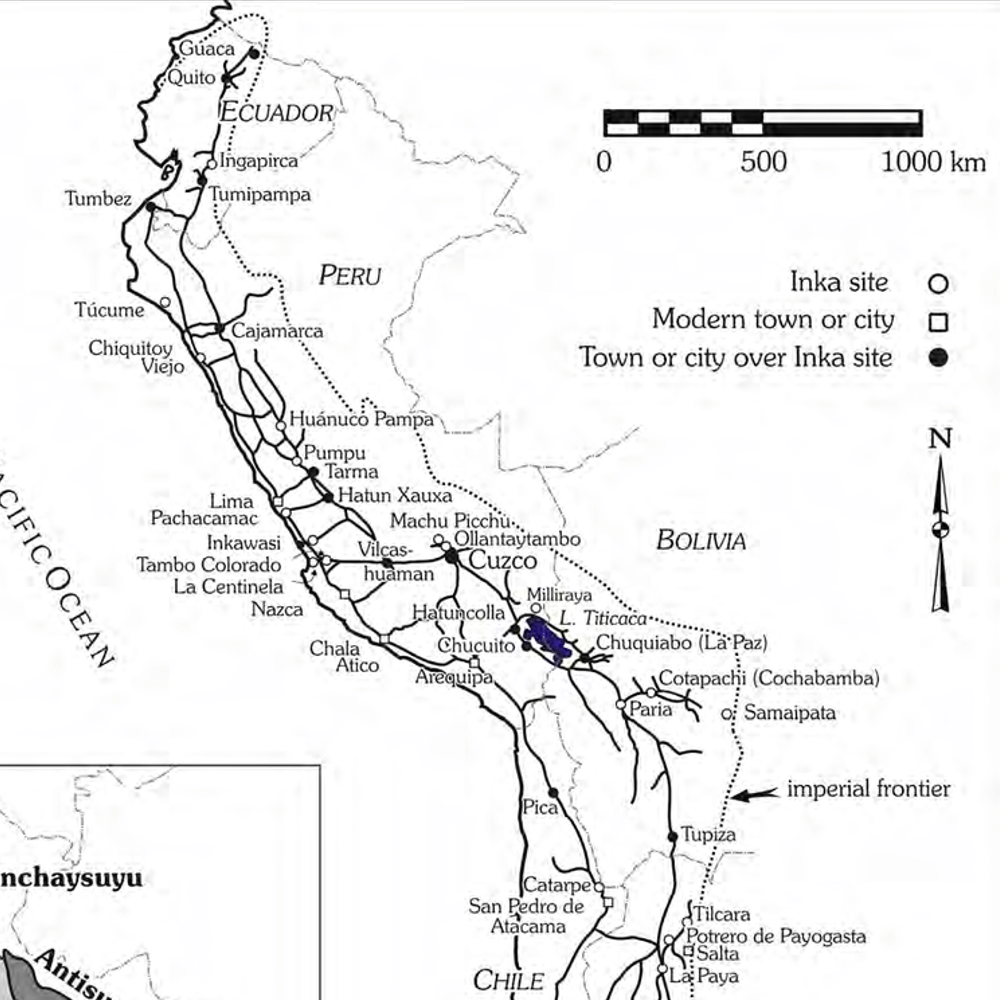 Guaca
Quito
ECUADOR
0 500 1000 km
Ingapirca
Tumipampa
Tumbez
PERU
Inka site
Modern town or city
Town or city over Inka site
Túcume
Cajamarca
Chiquitoy
Viejo
Huánuco Pampa
N
Pumpu
Tarma
Hatun Xauxa
Lima
Pachacamac
Machu Picchu
Ollantaytambo
Inkawasi
Vilcas-
huaman
Cuzco
BOLIVIA
Tambo Colorado
La Centinela
Nazca
ACIFIC OCEAN
Milliraya
Hatuncolla
L. Titicaca
Chucuito
Chuquiabo (La Paz)
Chala
Atico
Arequipa
Cotapachi (Cochabamba)
Paria
Samaipata
imperial frontier
Pica
Tupiza
nchaysuyu
Catarpe
San Pedro de
Atacama
Tilcara
Potrero de Payogasta
Salta
La Paya
CHILE
Antisu